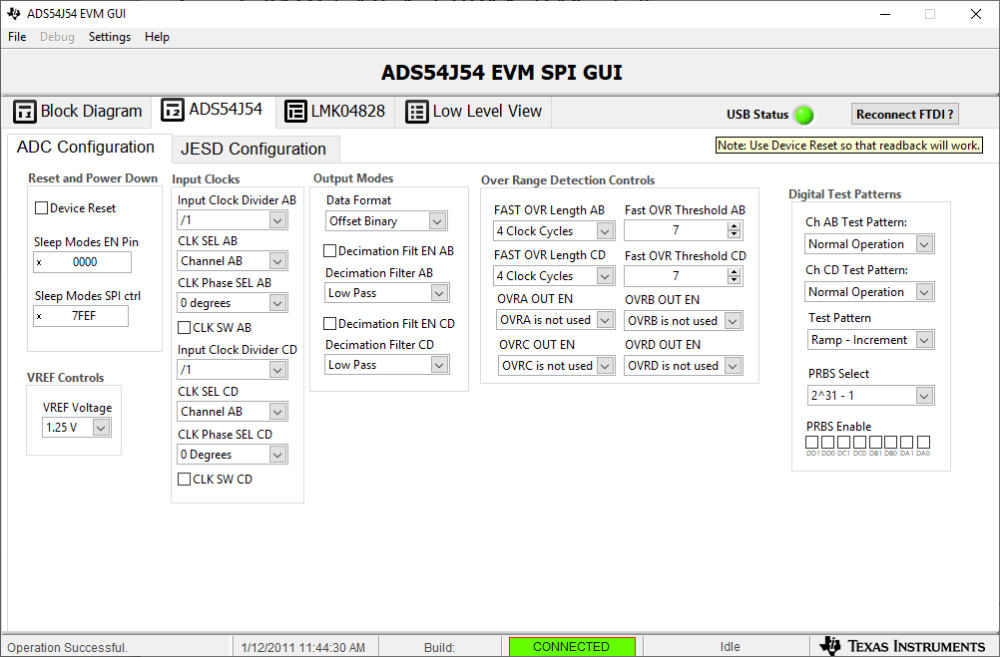 ADS54J54 EVM GUI
File Debug Settings Help
ADS54J54 EVM SPI GUI
Block Diagram ADS54J54 LMK04828 Low Level View USB Status Reconnect FTDI ?
ADC Configuration JESD Configuration Note: Use Device Reset so that readback will work.
Reset and Power Down
Device Reset
Sleep Modes EN Pin
x 0000
Sleep Modes SPI ctrl
x 7FEF
VREF Controls
VREF Voltage
1.25 V
Input Clocks
Input Clock Divider AB
/1
CLK SEL AB
Channel AB
CLK Phase SEL AB
0 degrees
CLK SW AB
Input Clock Divider CD
/1
CLK SEL CD
Channel AB
CLK Phase SEL CD
0 Degrees
CLK SW CD
Output Modes
Data Format
Offset Binary
Decimation Filt EN AB
Decimation Filter AB
Low Pass
Decimation Filt EN CD
Decimation Filter CD
Low Pass
Over Range Detection Controls
FAST OVR Length AB Fast OVR Threshold AB
4 Clock Cycles 7
FAST OVR Length CD Fast OVR Threshold CD
4 Clock Cycles 7
OVRA OUT EN OVRB OUT EN
OVRA is not used OVRB is not used
OVRC OUT EN OVRD OUT EN
OVRC is not used OVRD is not used
Digital Test Patterns
Ch AB Test Pattern:
Normal Operation
Ch CD Test Pattern:
Normal Operation
Test Pattern
Ramp - Increment
PRBS Select
2^31 - 1
PRBS Enable
DD1 DD0 DC1 DC0 DB1 DB0 DA1 DA0
Operation Successful. 1/12/2011 11:44:30 AM Build: CONNECTED Idle TEXAS INSTRUMENTS